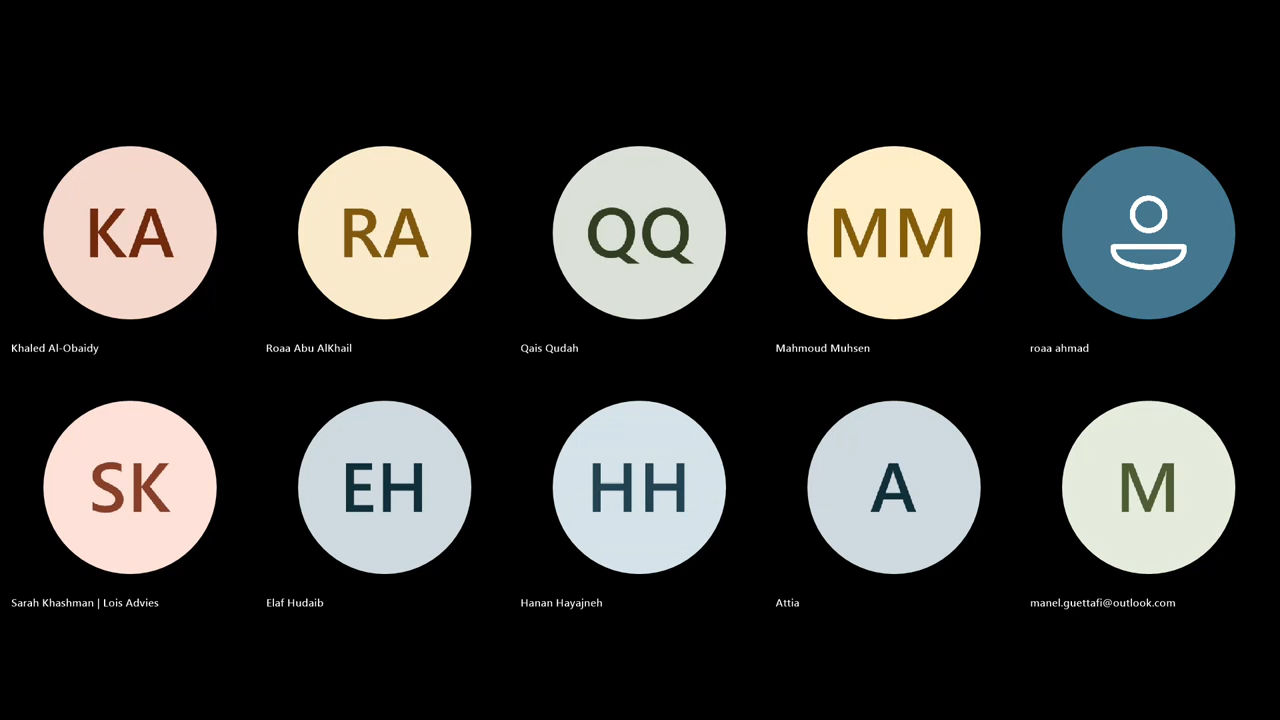 KA
RA
QQ
MM
Khaled Al-Obaidy
Roaa Abu AlKhail
Qais Qudah
Mahmoud Muhsen
roaa ahmad
SK
EH
HH
A
M
Sarah Khashman | Lois Advies
Elaf Hudaib
Hanan Hayajneh
Attia
manel.guettafi@outlook.com